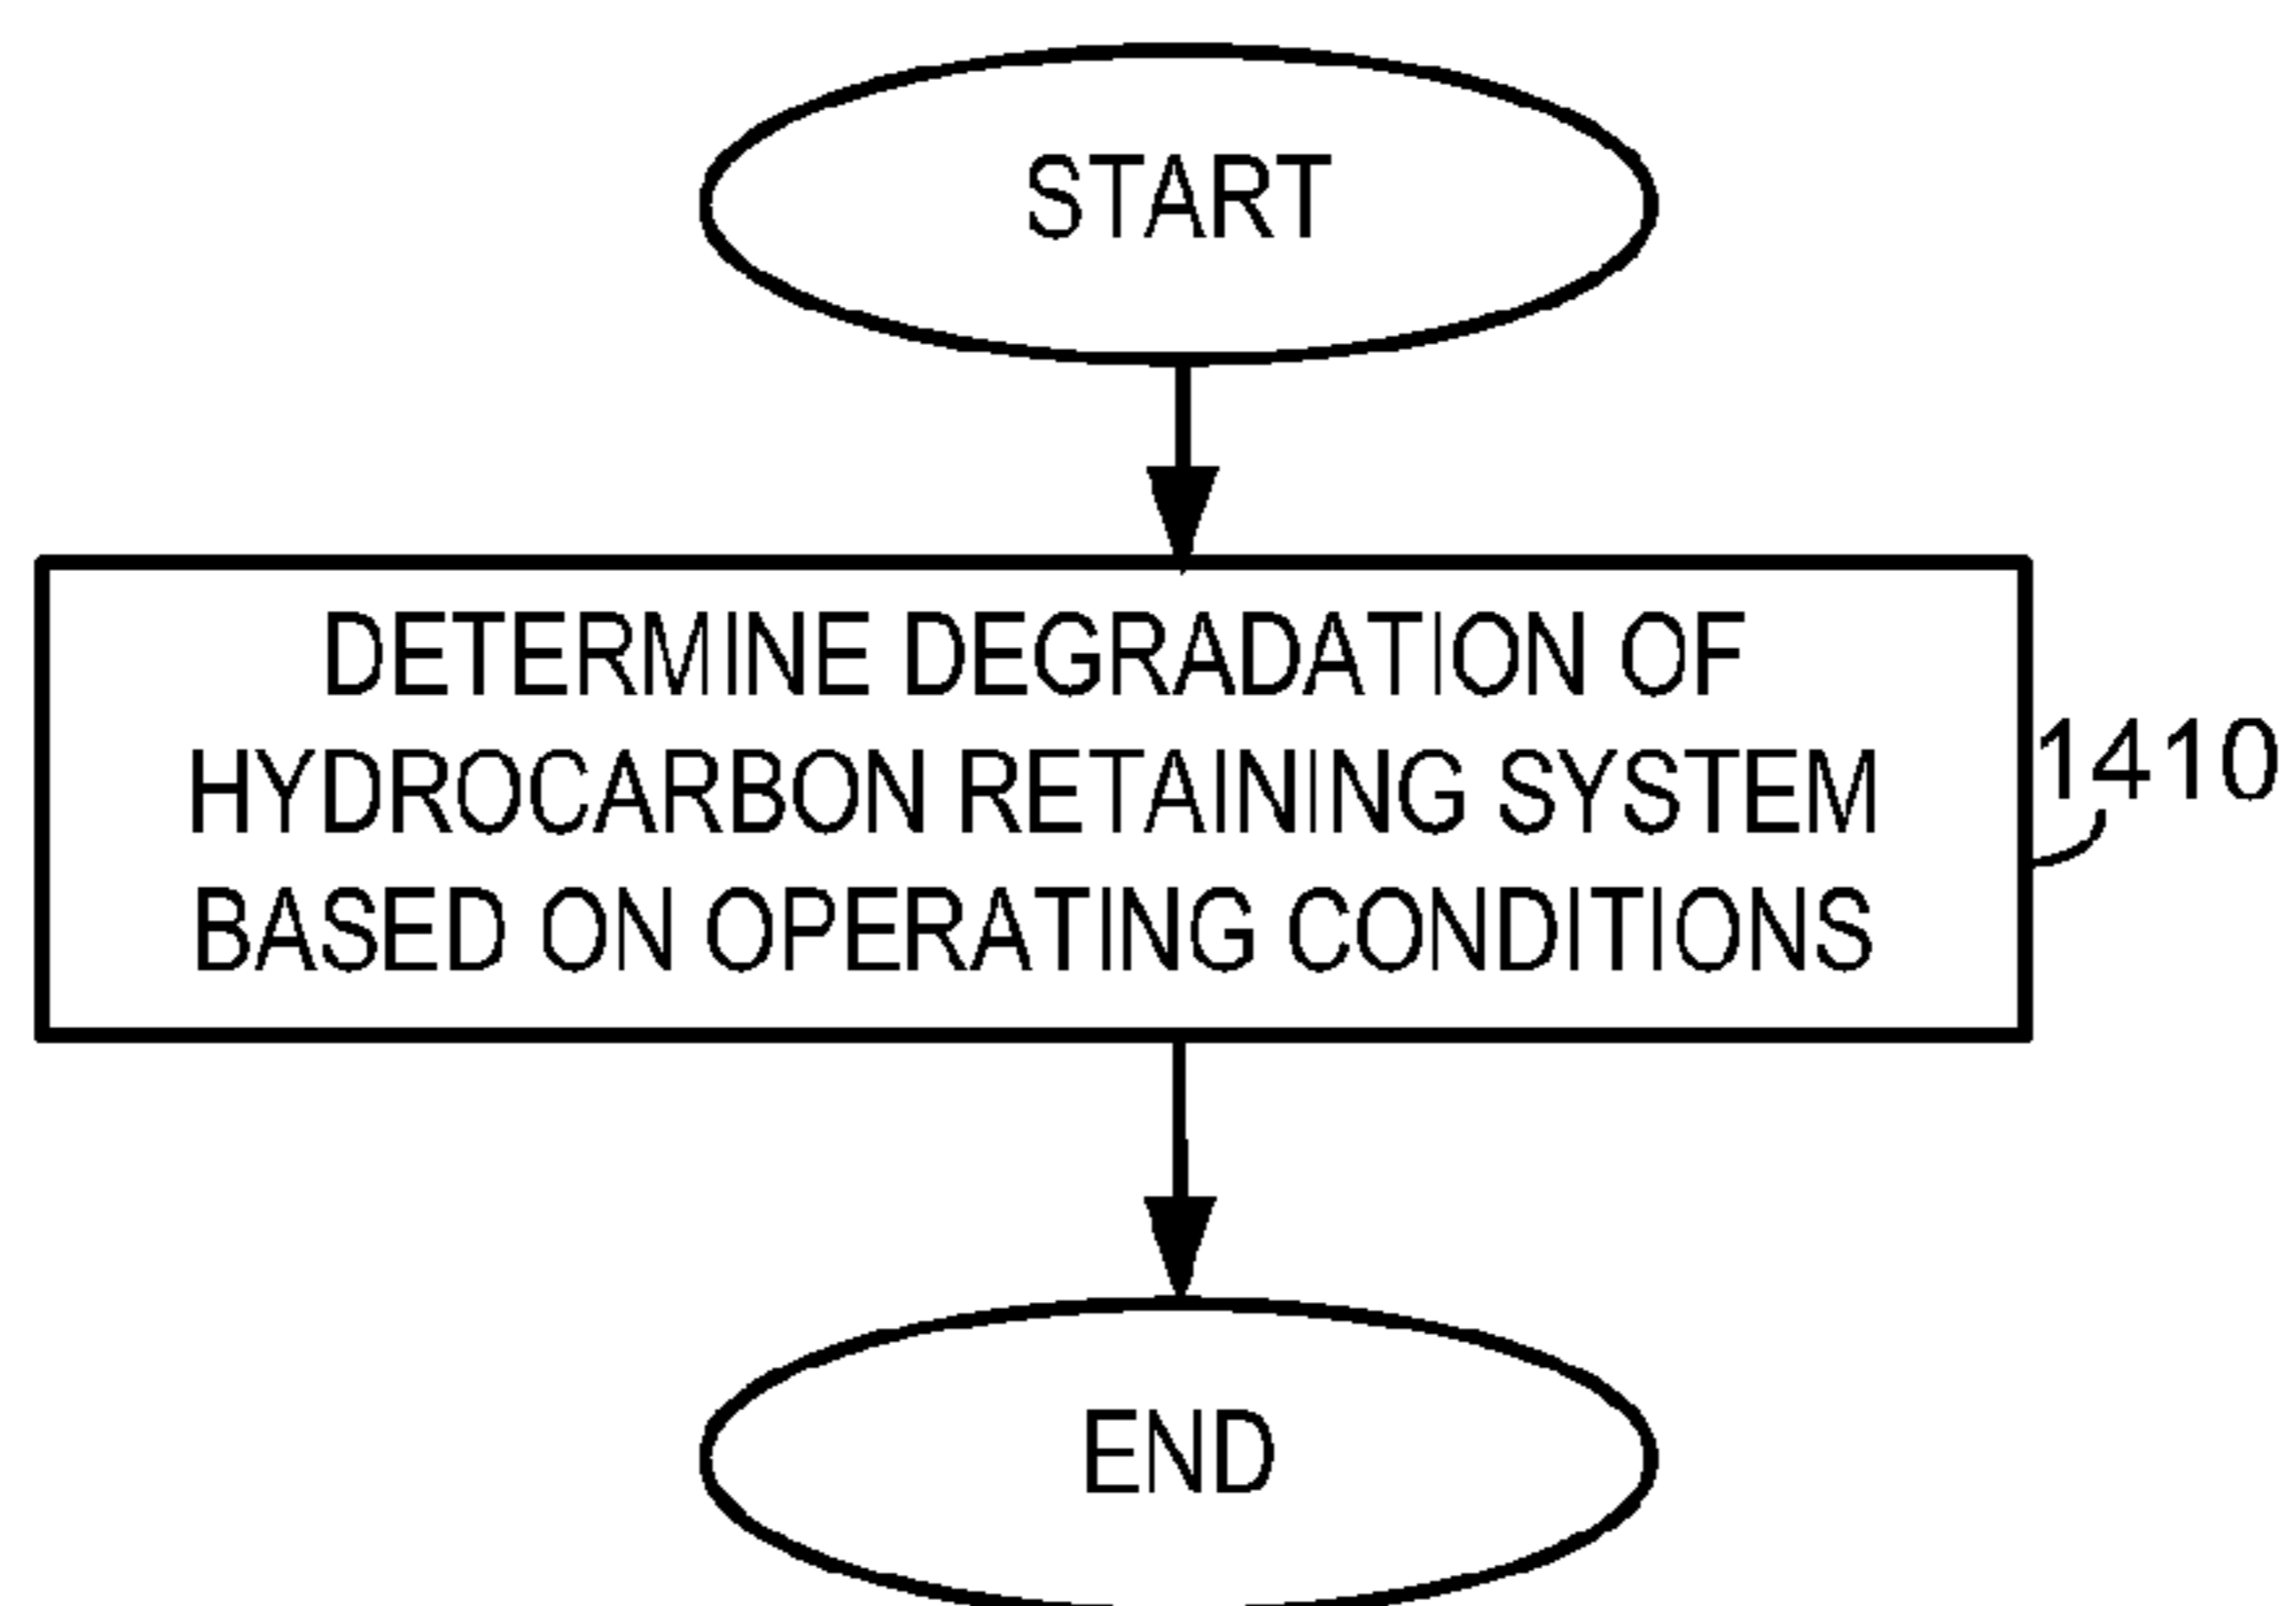 START
DETERMINE DEGRADATION OF
HYDROCARBON RETAINING SYSTEM
BASED ON OPERATING CONDITIONS
1410
END